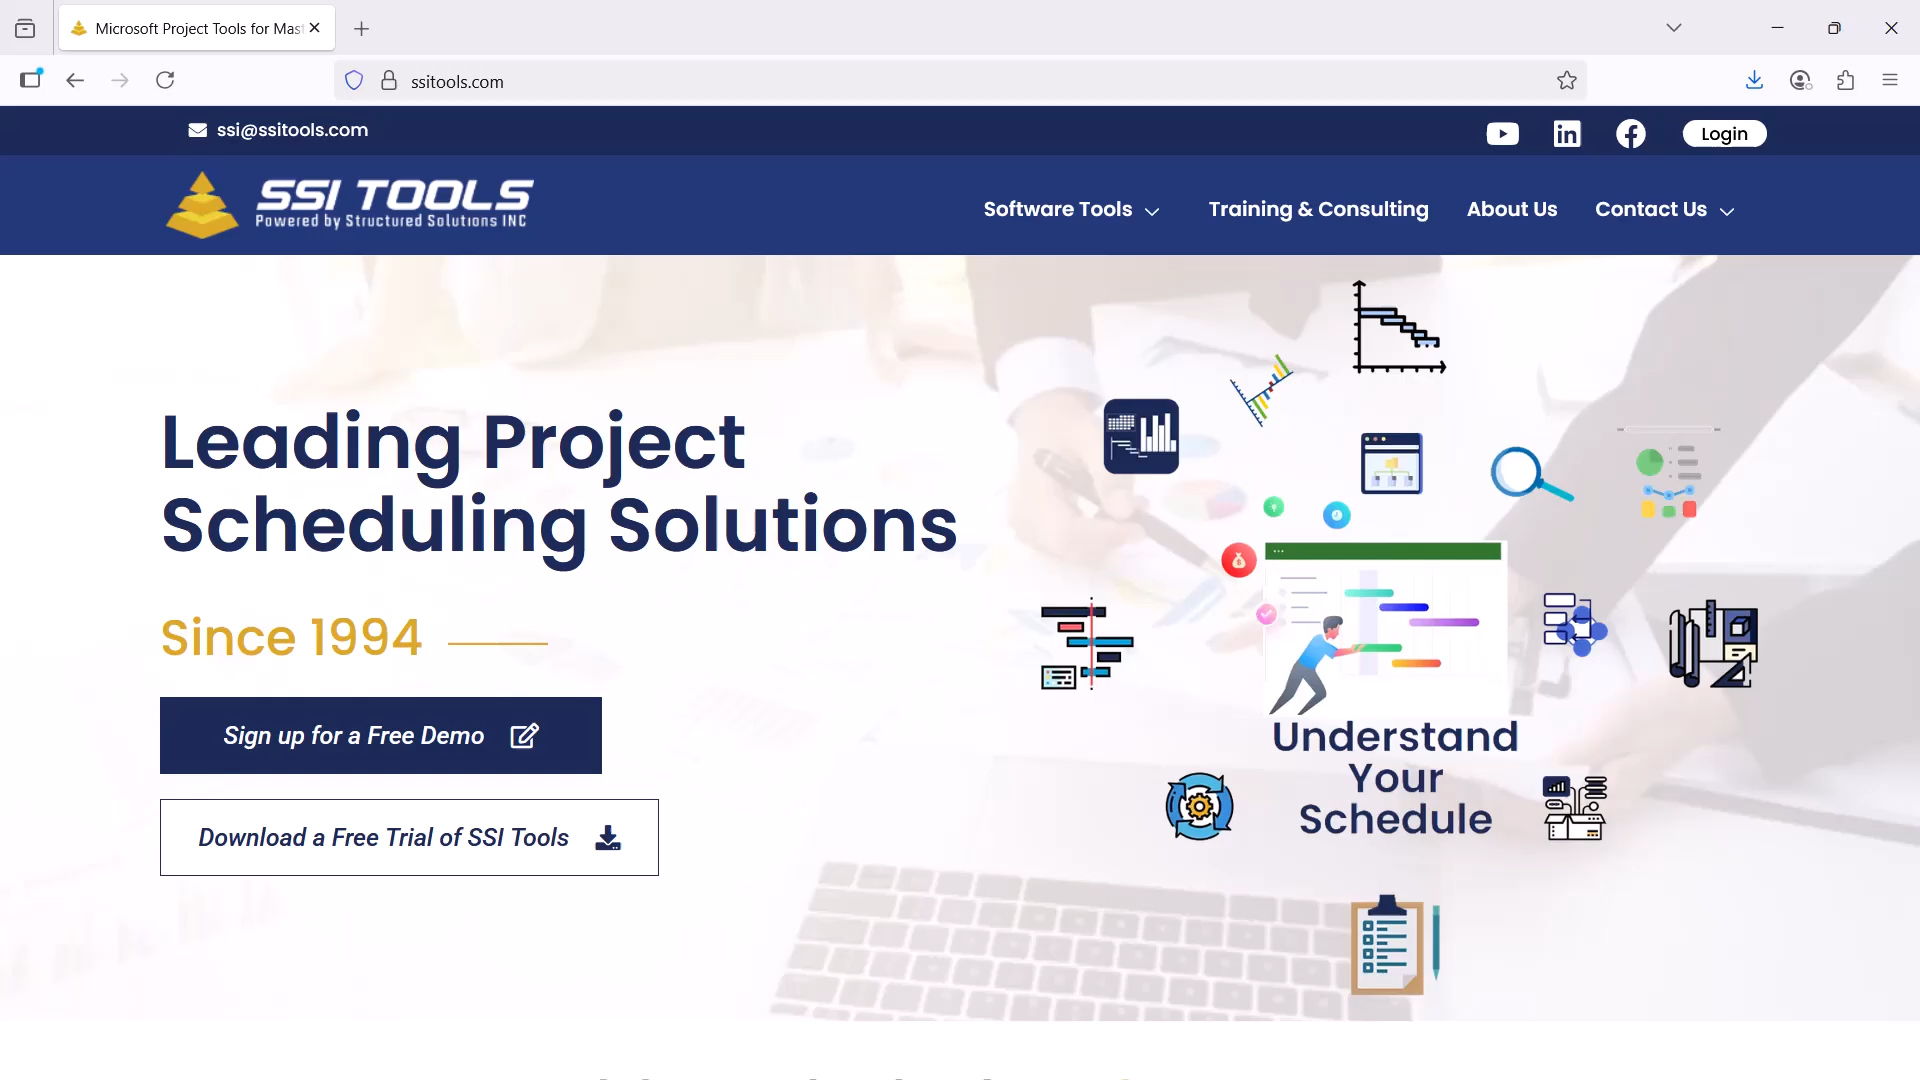 Microsoft Project Tools for Mas
ssitools.com
ssi@ssitools.com
Login
SSI TOOLS
Powered by Structured Solutions INC
Software Tools
Training & Consulting
About Us
Contact Us
Leading Project
Scheduling Solutions
Since 1994
Sign up for a Free Demo
Download a Free Trial of SSI Tools
Understand
Your
Schedule